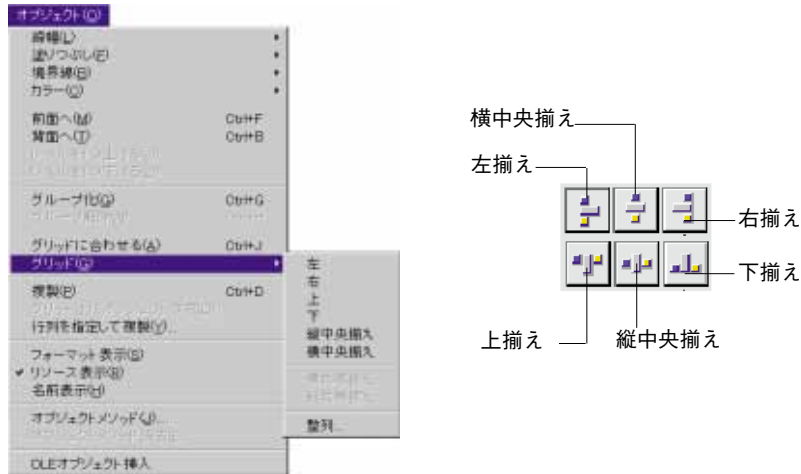 オブジェクト(O)
線幅(L)
塗りつぶし(E)
境界線(B)
カラー(C)
前面へ(M) Ctrl+F
背面へ(T) Ctrl+B
グループ化(G) Ctrl+G
グリッドに合わせる(A) Ctrl+J
グリッド(G)
複製(P) Ctrl+D
行列を指定して複製(Y)...
フォーマット表示(S)
リソース表示(R)
名前表示(H)
オブジェクトメソッド(J)...
OLEオブジェクト挿入
左
右
上
下
縦中央揃え
横中央揃え
整列...
横中央揃え
左揃え
右揃え
下揃え
上揃え
縦中央揃え